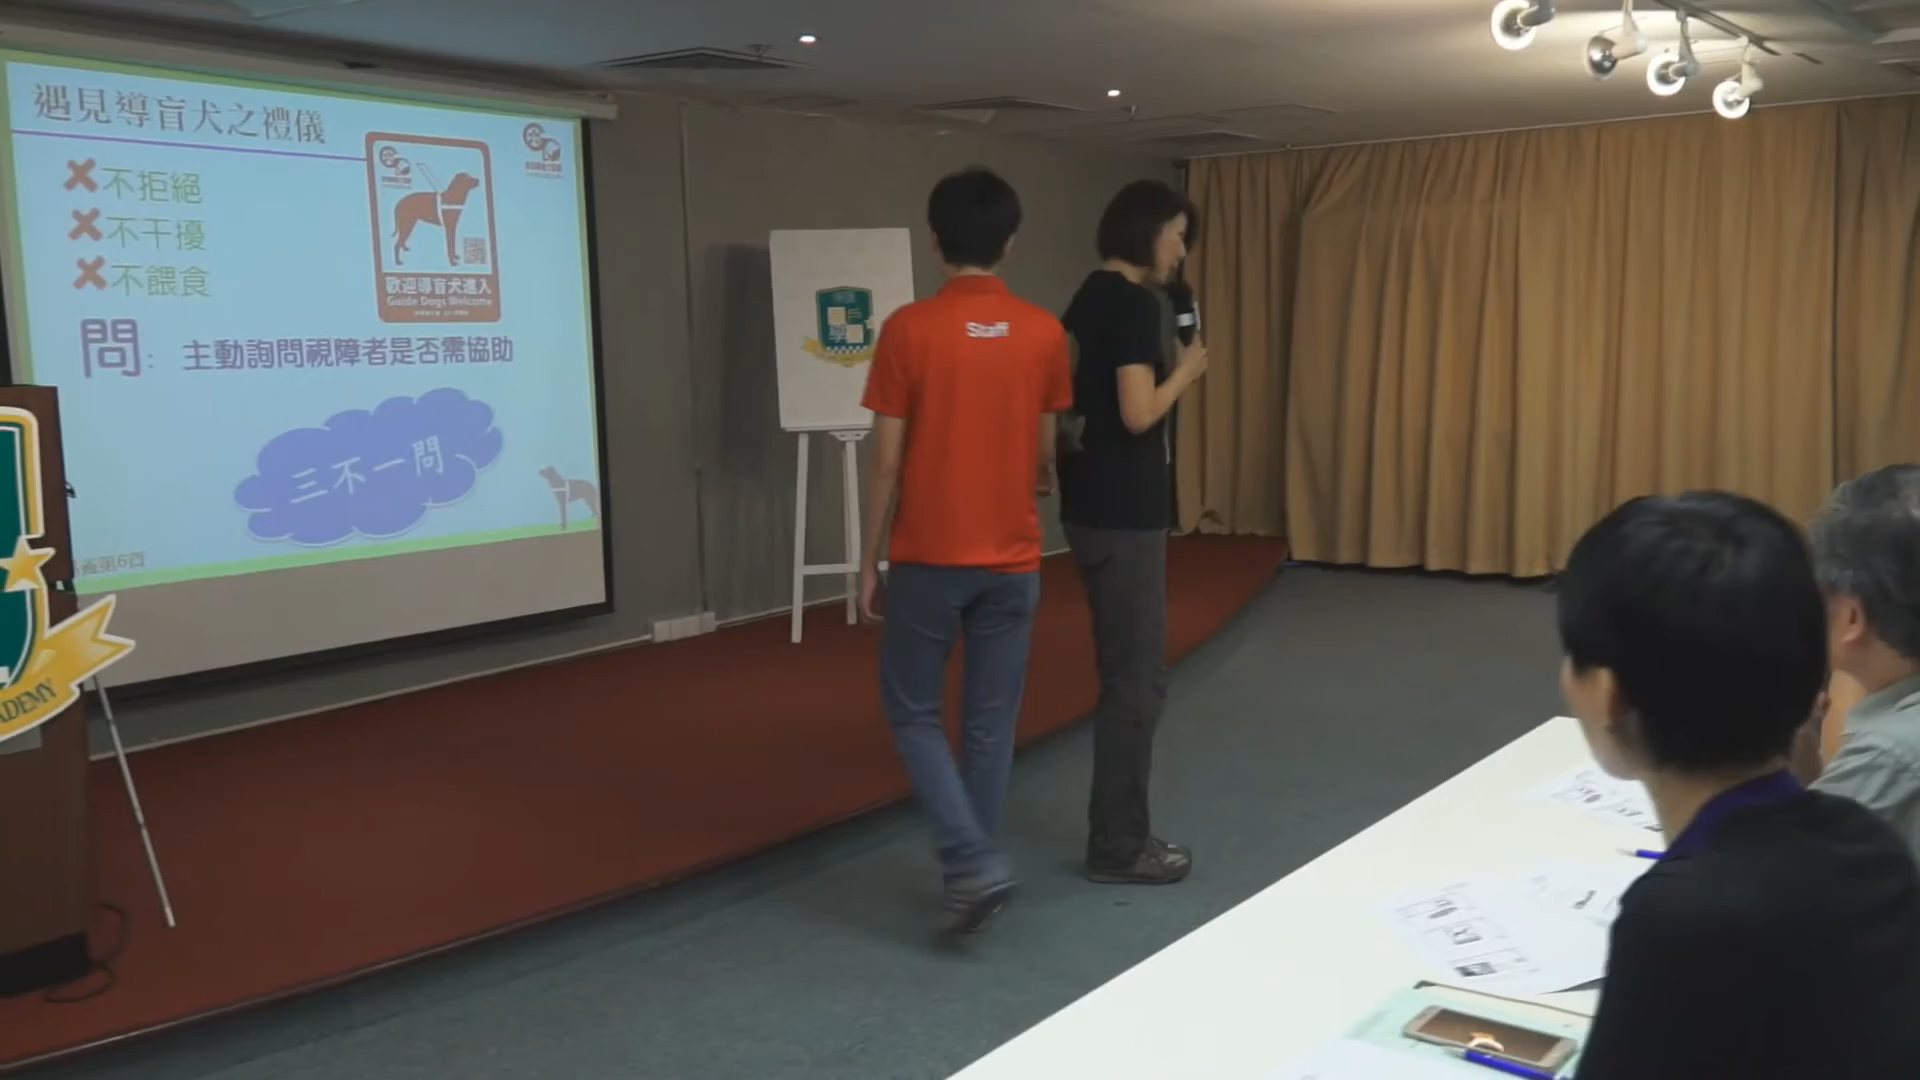 遇見導盲犬之禮儀
不拒絕
不干擾
不餵食
歡迎導盲犬進入
Guide Dogs Welcome
問： 主動詢問視障者是否需協助
三不一問
Staff
ADEMY